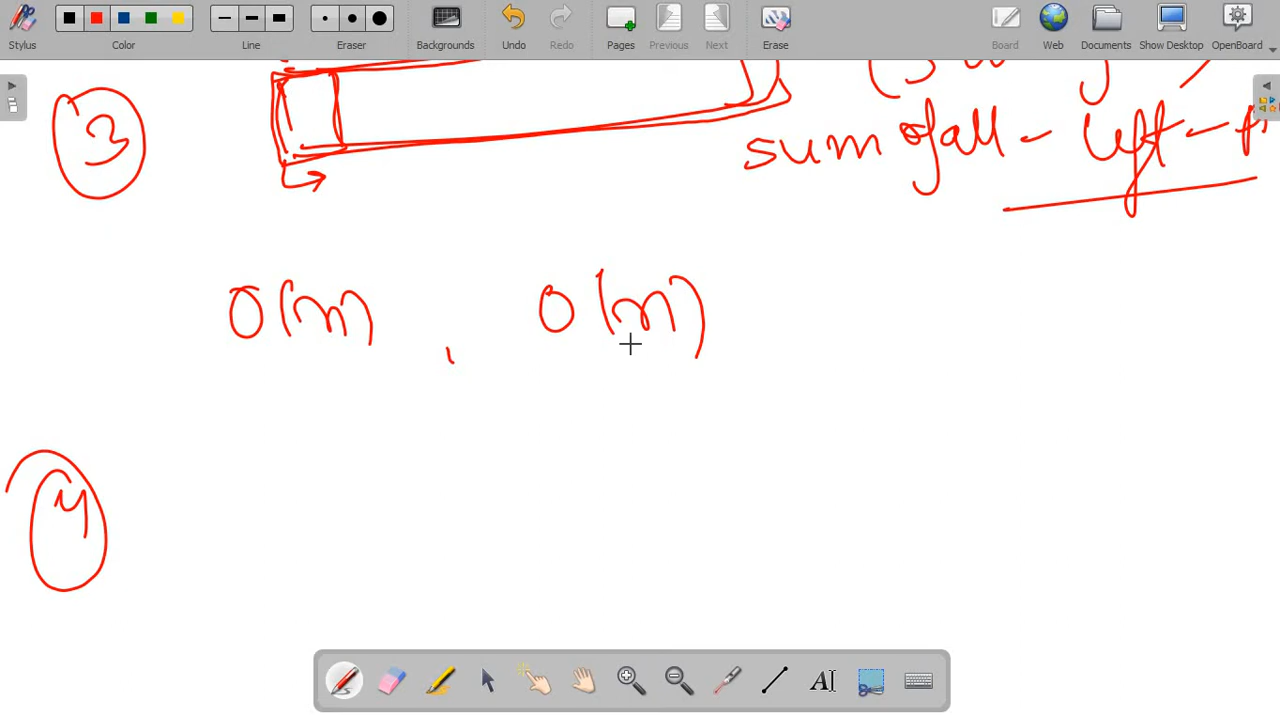 Stylus
Color
Line
Eraser
Backgrounds
Undo
Redo
Pages
Previous
Next
Erase
Board
Web
Documents
Show Desktop
OpenBoard
3
sum of all - left -
O(n) , O(n)
4